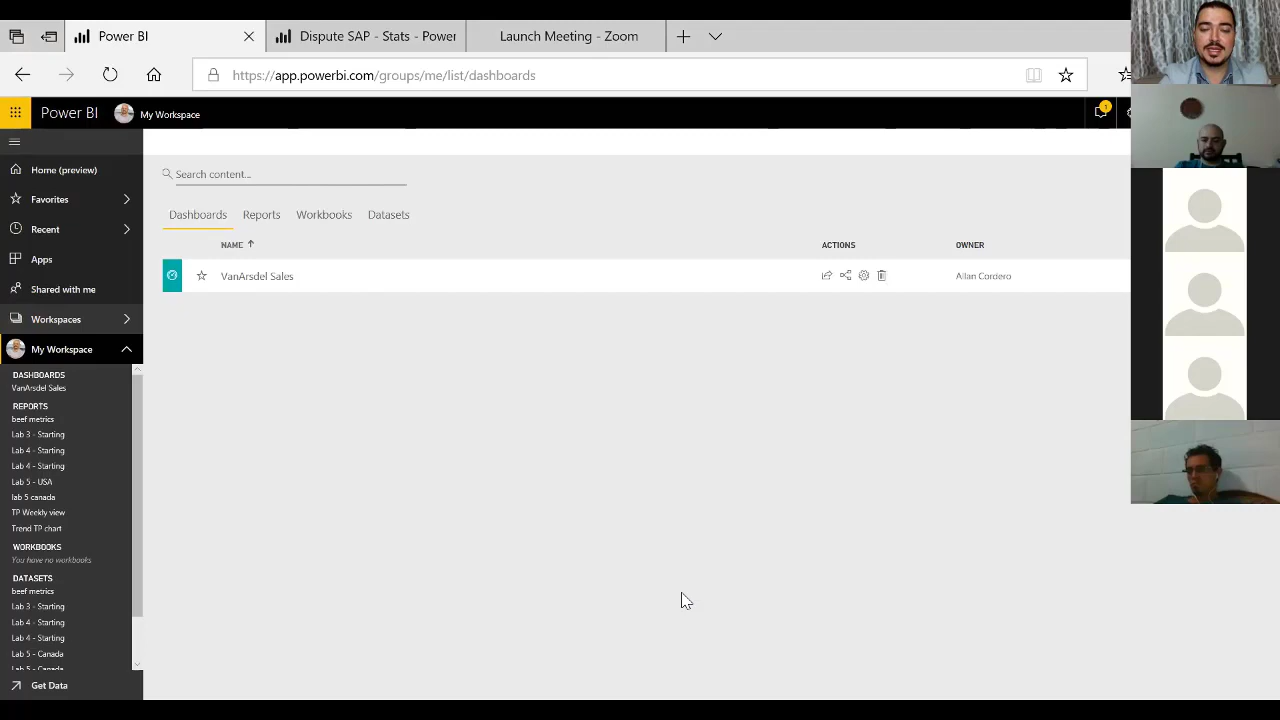 Power BI
Dispute SAP - Stats - Power
Launch Meeting - Zoom
https://app.powerbi.com/groups/me/list/dashboards
Power BI
My Workspace
1
Home (preview)
Favorites
Recent
Apps
Shared with me
Workspaces
My Workspace
DASHBOARDS
VanArsdel Sales
REPORTS
beef metrics
Lab 3 - Starting
Lab 4 - Starting
Lab 4 - Starting
Lab 5 - USA
lab 5 canada
TP Weekly view
Trend TP chart
WORKBOOKS
You have no workbooks
DATASETS
beef metrics
Lab 3 - Starting
Lab 4 - Starting
Lab 4 - Starting
Lab 5 - Canada
Lab 5 - Canada
Get Data
Search content...
Dashboards Reports Workbooks Datasets
NAME ACTIONS OWNER
VanArsdel Sales Allan Cordero